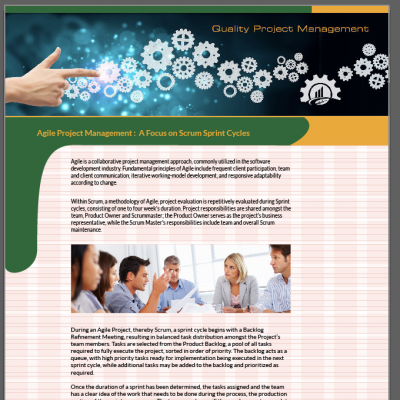 Quality Project Management
Agile Project Management : A Focus on Scrum Sprint Cycles
Agile is a collaborative project management approach, commonly utilized in the software
development industry. Fundamental principles of Agile include frequent client participation, team
and client communication, iterative working-model development, and responsive adaptability
according to change.
Within Scrum, a methodology of Agile, project evaluation is repetitively evaluated during Sprint
cycles, consisting of one to four week's duration. Project responsibilities are shared amongst the
team, Product Owner and Scrummaster; the Product Owner serves as the project's business
representative, while the Scrum Master's responsibilities include team and overall Scrum
maintenance.
During an Agile Project, thereby Scrum, a sprint cycle begins with a Backlog
Refinement Meeting, resulting in balanced task distribution amongst the Project's
team members. Tasks are selected from the Product Backlog, a pool of all tasks
required to fully execute the project, sorted in order of priority. The backlog acts as a
queue, with high priority tasks ready for implementation being executed in the next
sprint cycle, while additional tasks may be added to the backlog and prioritized as
required.
Once the duration of a sprint has been determined, the tasks assigned and the team
has a clear idea of the work that needs to be done during the process, the production